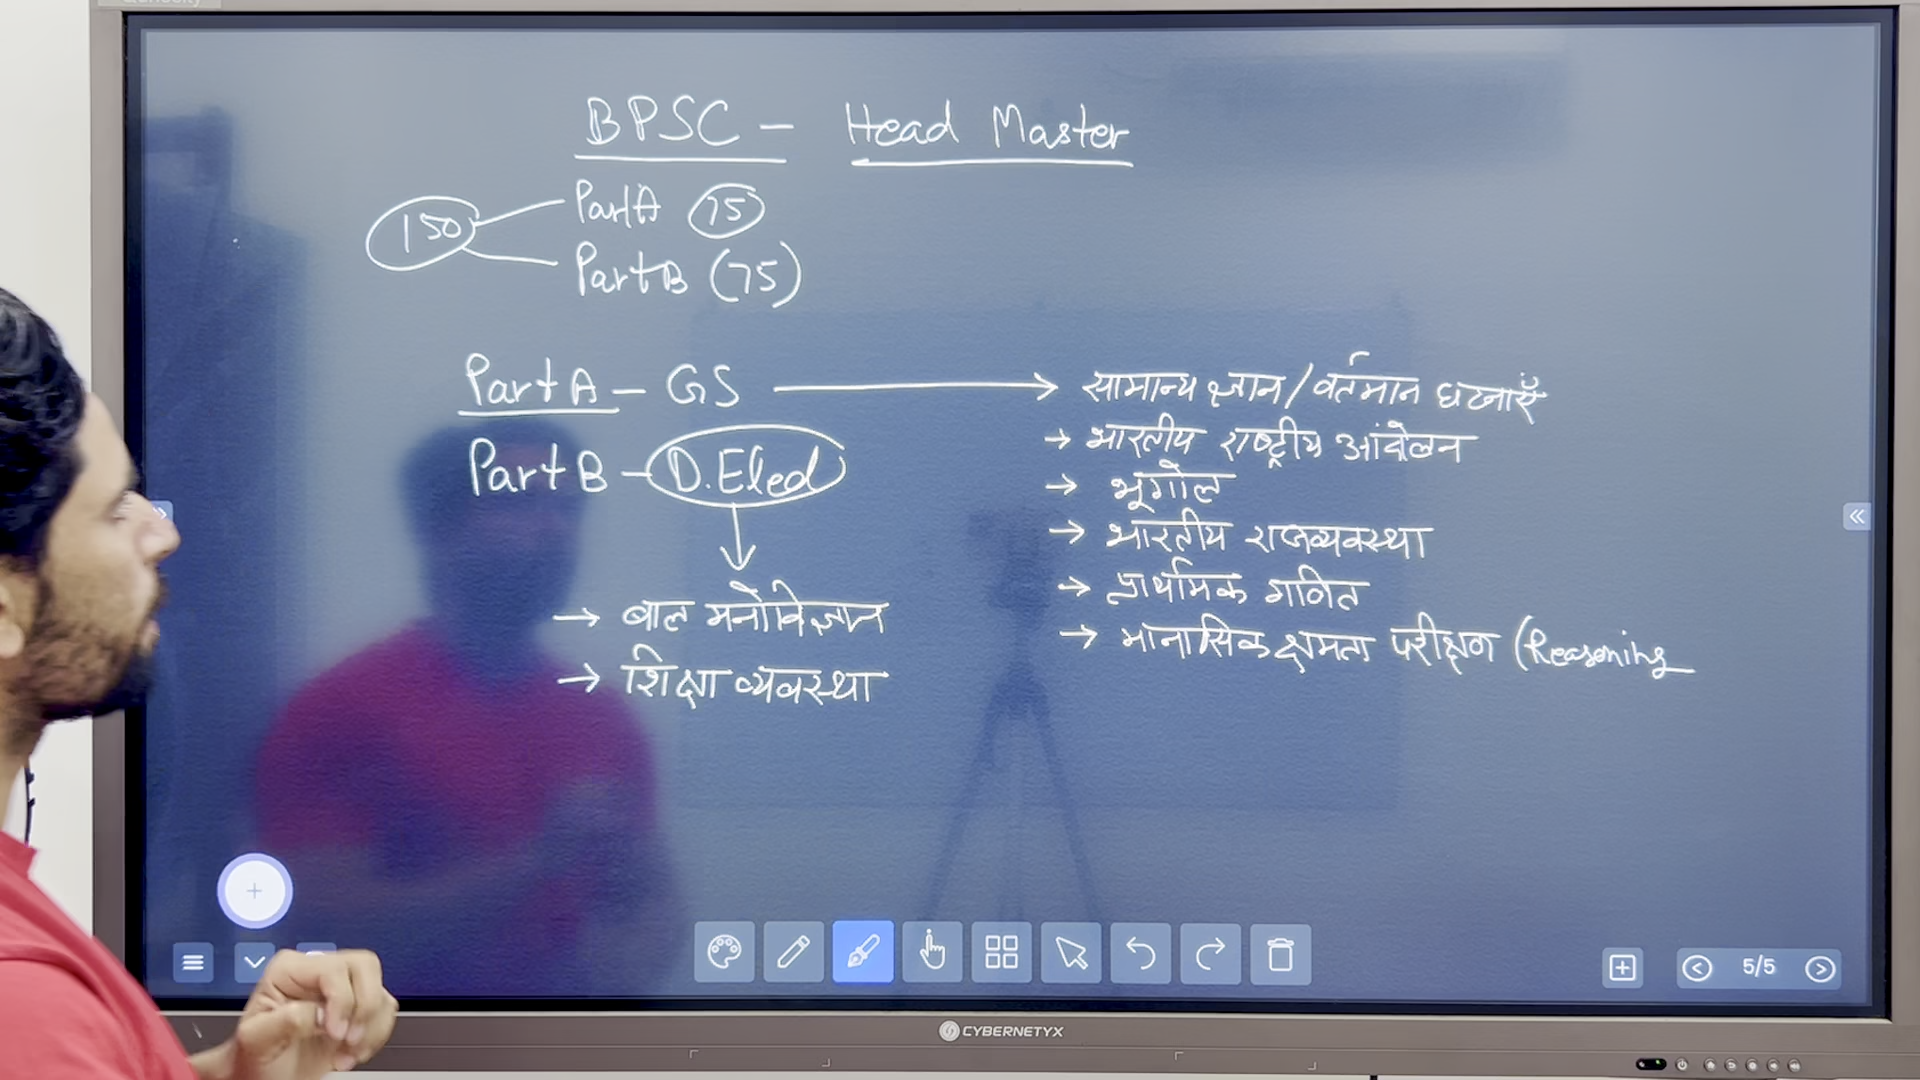 BPSC - Head Master
150
Part A 75
Part B (75)
Part A - GS → सामान्य ज्ञान / वर्तमान घटनाएँ
→ भारतीय राष्ट्रीय आंदोलन
→ भूगोल
→ भारतीय राजव्यवस्था
→ प्राथमिक गणित
→ मानसिक क्षमता परीक्षण (Reasoning
Part B - D.Eled
→ बाल मनोविज्ञान
→ शिक्षा व्यवस्था
5/5
CYBERNETYX